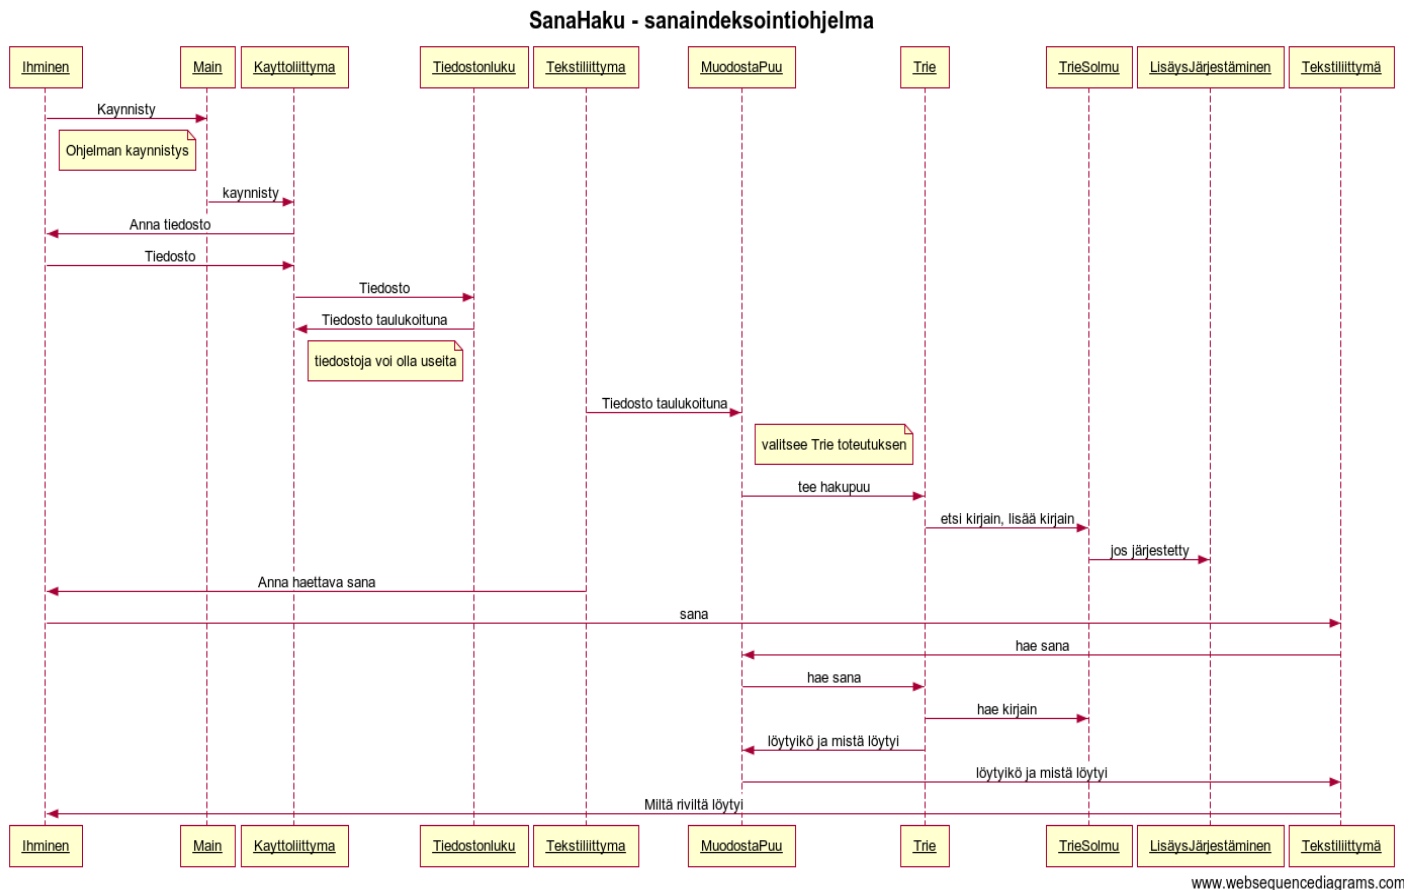 SanaHaku - sanaindeksointiohjelma
Ihminen
Main
Kayttoliittyma
Tiedostonluku
Tekstiliittyma
MuodostaPuu
Trie
TrieSolmu
LisäysJärjestäminen
Tekstiliittymä
Kaynnisty
Ohjelman kaynnistys
kaynnisty
Anna tiedosto
Tiedosto
Tiedosto
Tiedosto taulukoituna
tiedostoja voi olla useita
Tiedosto taulukoituna
valitsee Trie toteutuksen
tee hakupuu
etsi kirjain, lisää kirjain
jos järjestetty
Anna haettava sana
sana
hae sana
hae sana
hae kirjain
löytyikö ja mistä löytyi
löytyikö ja mistä löytyi
Miltä riviltä löytyi
Ihminen
Main
Kayttoliittyma
Tiedostonluku
Tekstiliittyma
MuodostaPuu
Trie
TrieSolmu
LisäysJärjestäminen
Tekstiliittymä
www.websequencediagrams.com